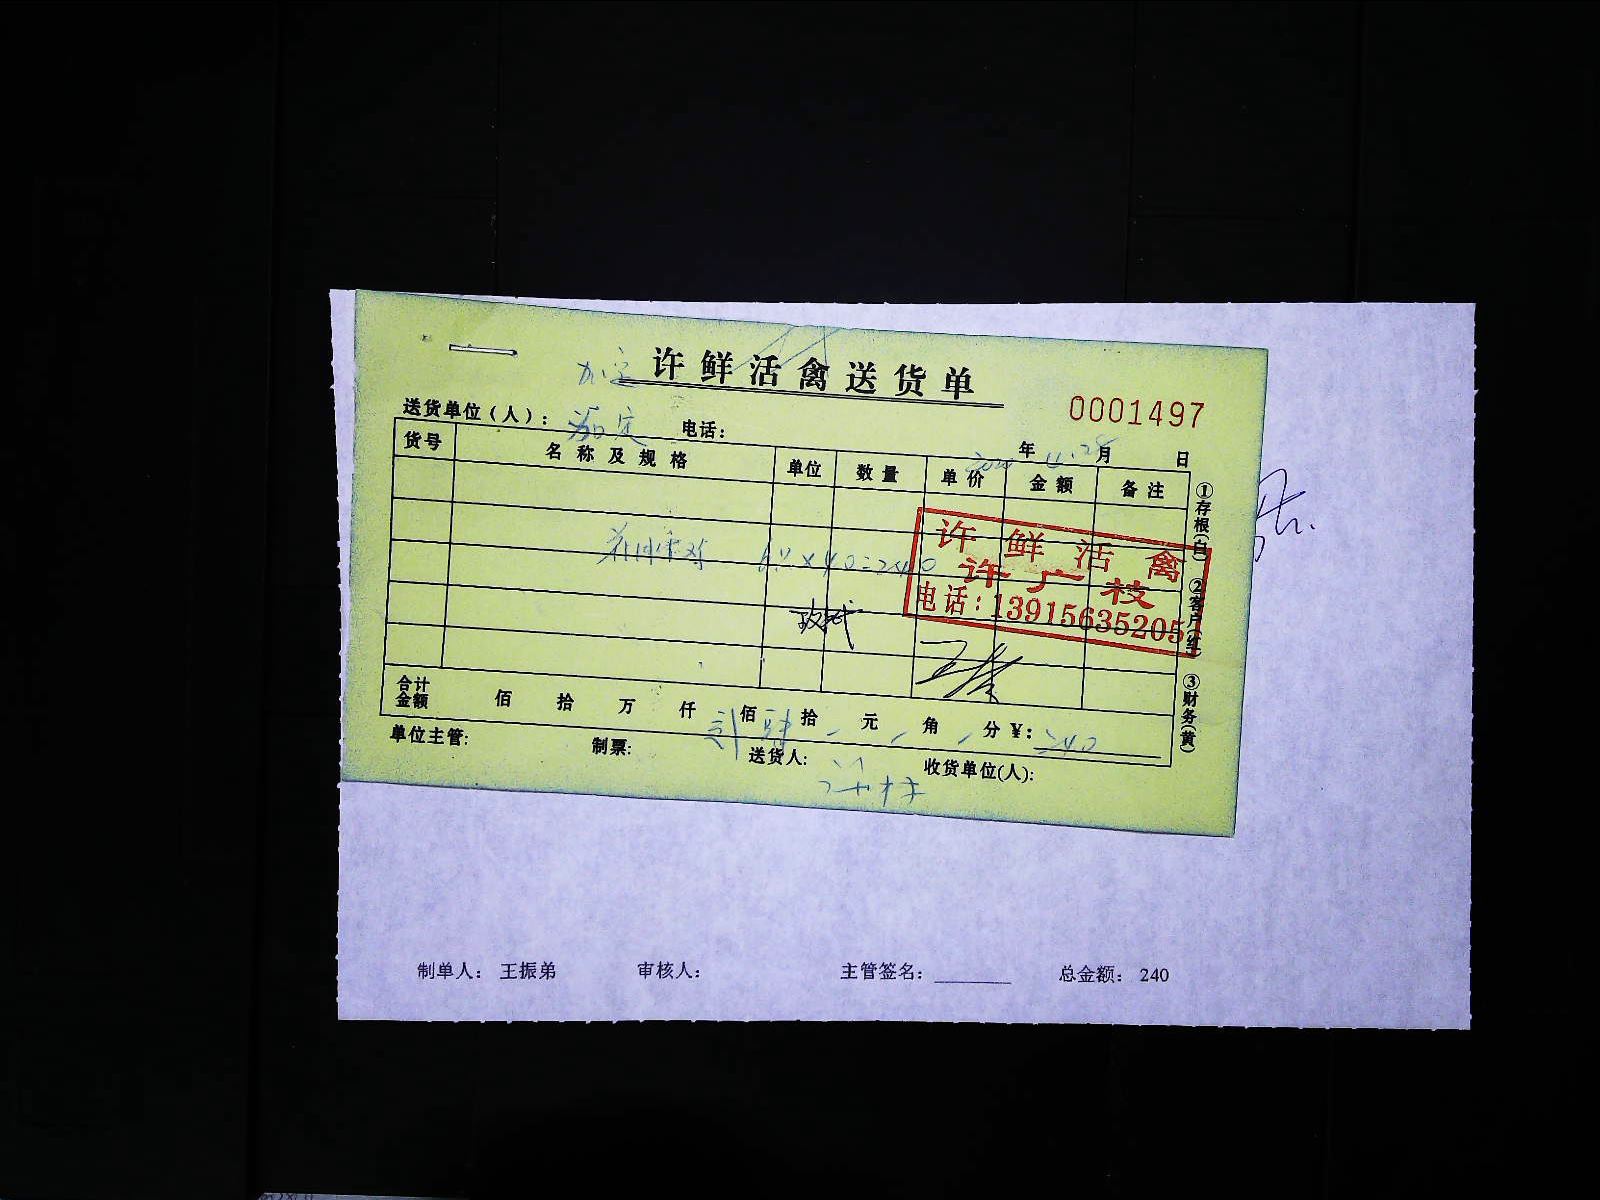 许鲜活禽送货单
0001497
送货单位（人）：
电话：
年 月 日
货号 名称及规格 单位 数量 单价 金额 备注
①存根(白) ②客户(红) ③财务(黄)
许鲜活禽
许广枝
电话：13915635205
合计金额 佰 拾 万 仟 佰 拾 元 角 分 ¥：240
单位主管： 制票： 送货人： 收货单位(人)：
制单人： 王振弟 审核人： 主管签名： 总金额： 240